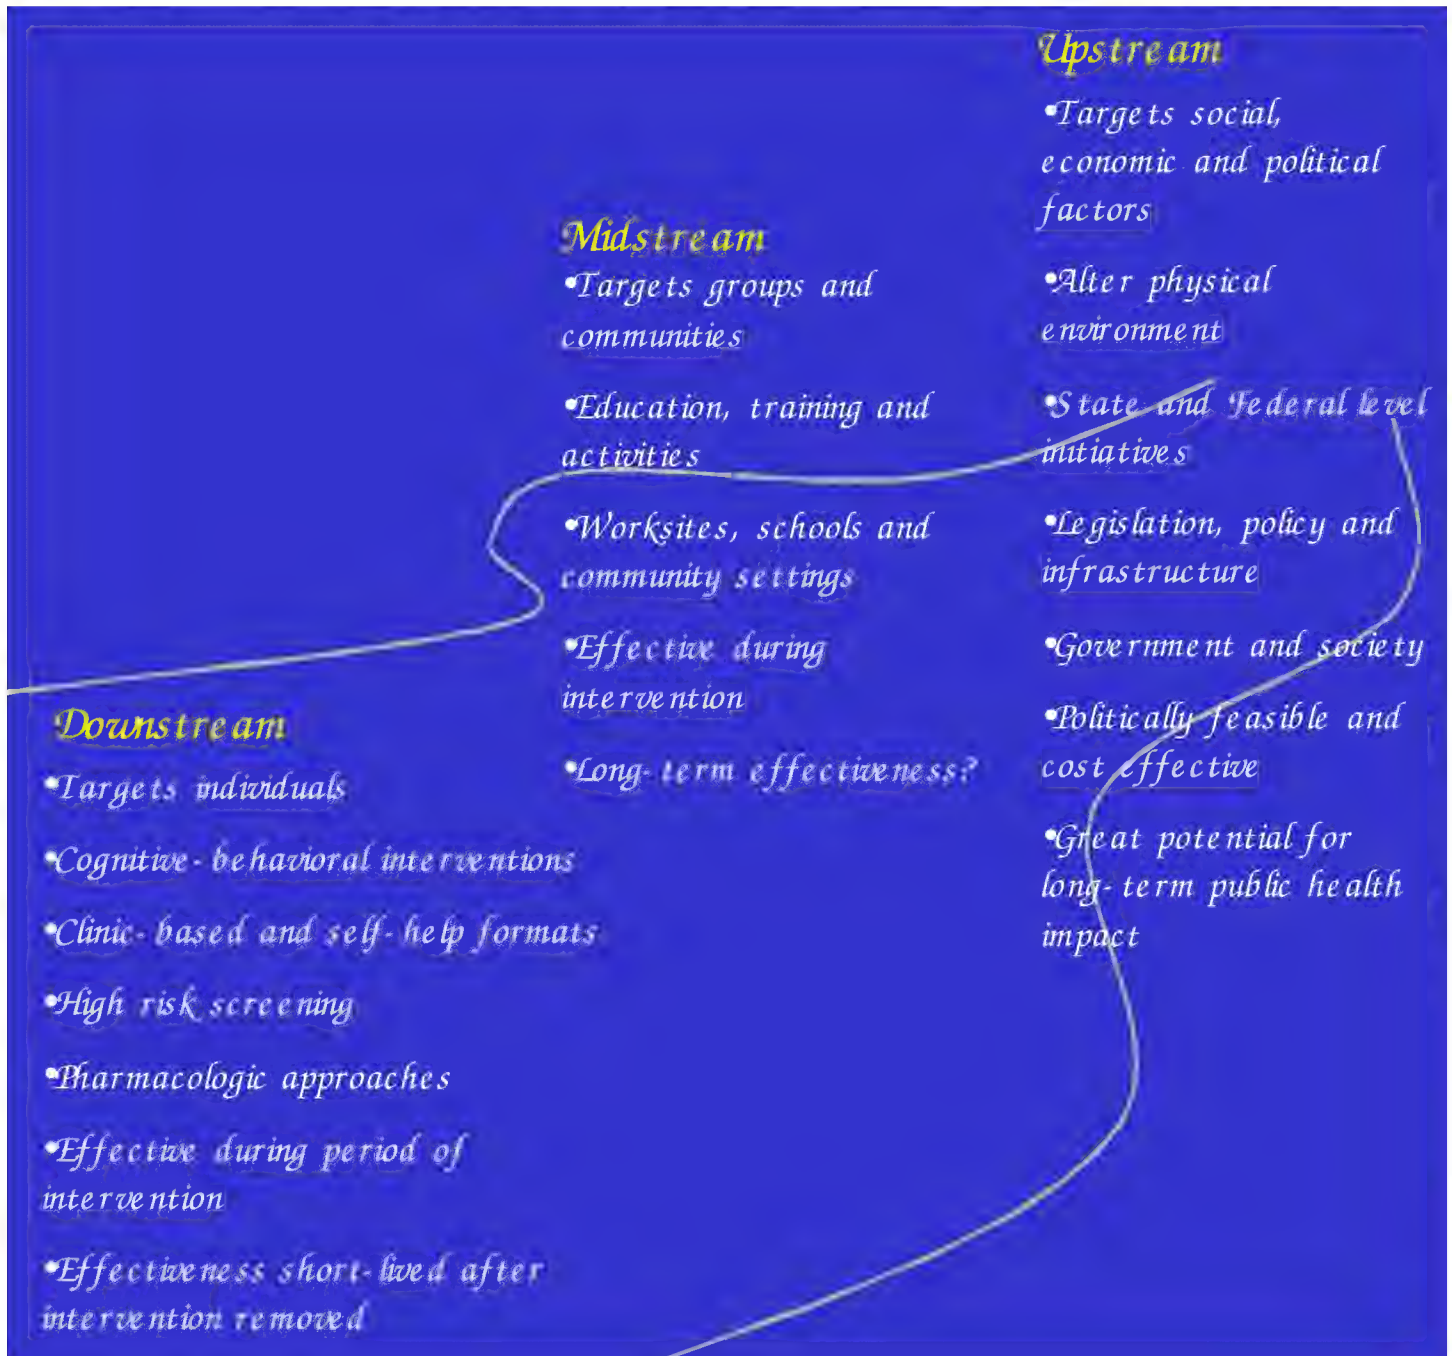 Upstream
•Targets social,
economic and political
factors
•Alter physical
environment
•State and Federal level
initiatives
•Legislation, policy and
infrastructure
•Government and society
•Politically feasible and
cost effective
•Great potential for
long-term public health
impact
Midstream
•Targets groups and
communities
•Education, training and
activities
•Worksites, schools and
community settings
•Effective during
intervention
•Long-term effectiveness?
Downstream
•Targets individuals
•Cognitive-behavioral interventions
•Clinic-based and self-help formats
•High risk screening
•Pharmacologic approaches
•Effective during period of
intervention
•Effectiveness short-lived after
intervention removed